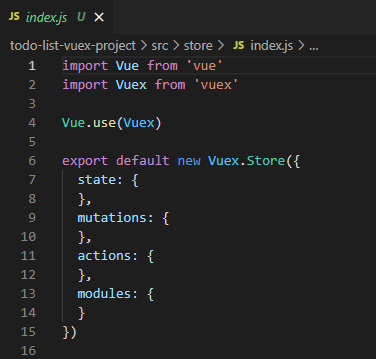 JS index.js U ×
todo-list-vuex-project > src > store > JS index.js > ...
1 import Vue from 'vue'
2 import Vuex from 'vuex'
3
4 Vue.use(Vuex)
5
6 export default new Vuex.Store({
7   state: {
8   },
9   mutations: {
10   },
11   actions: {
12   },
13   modules: {
14   }
15 })
16